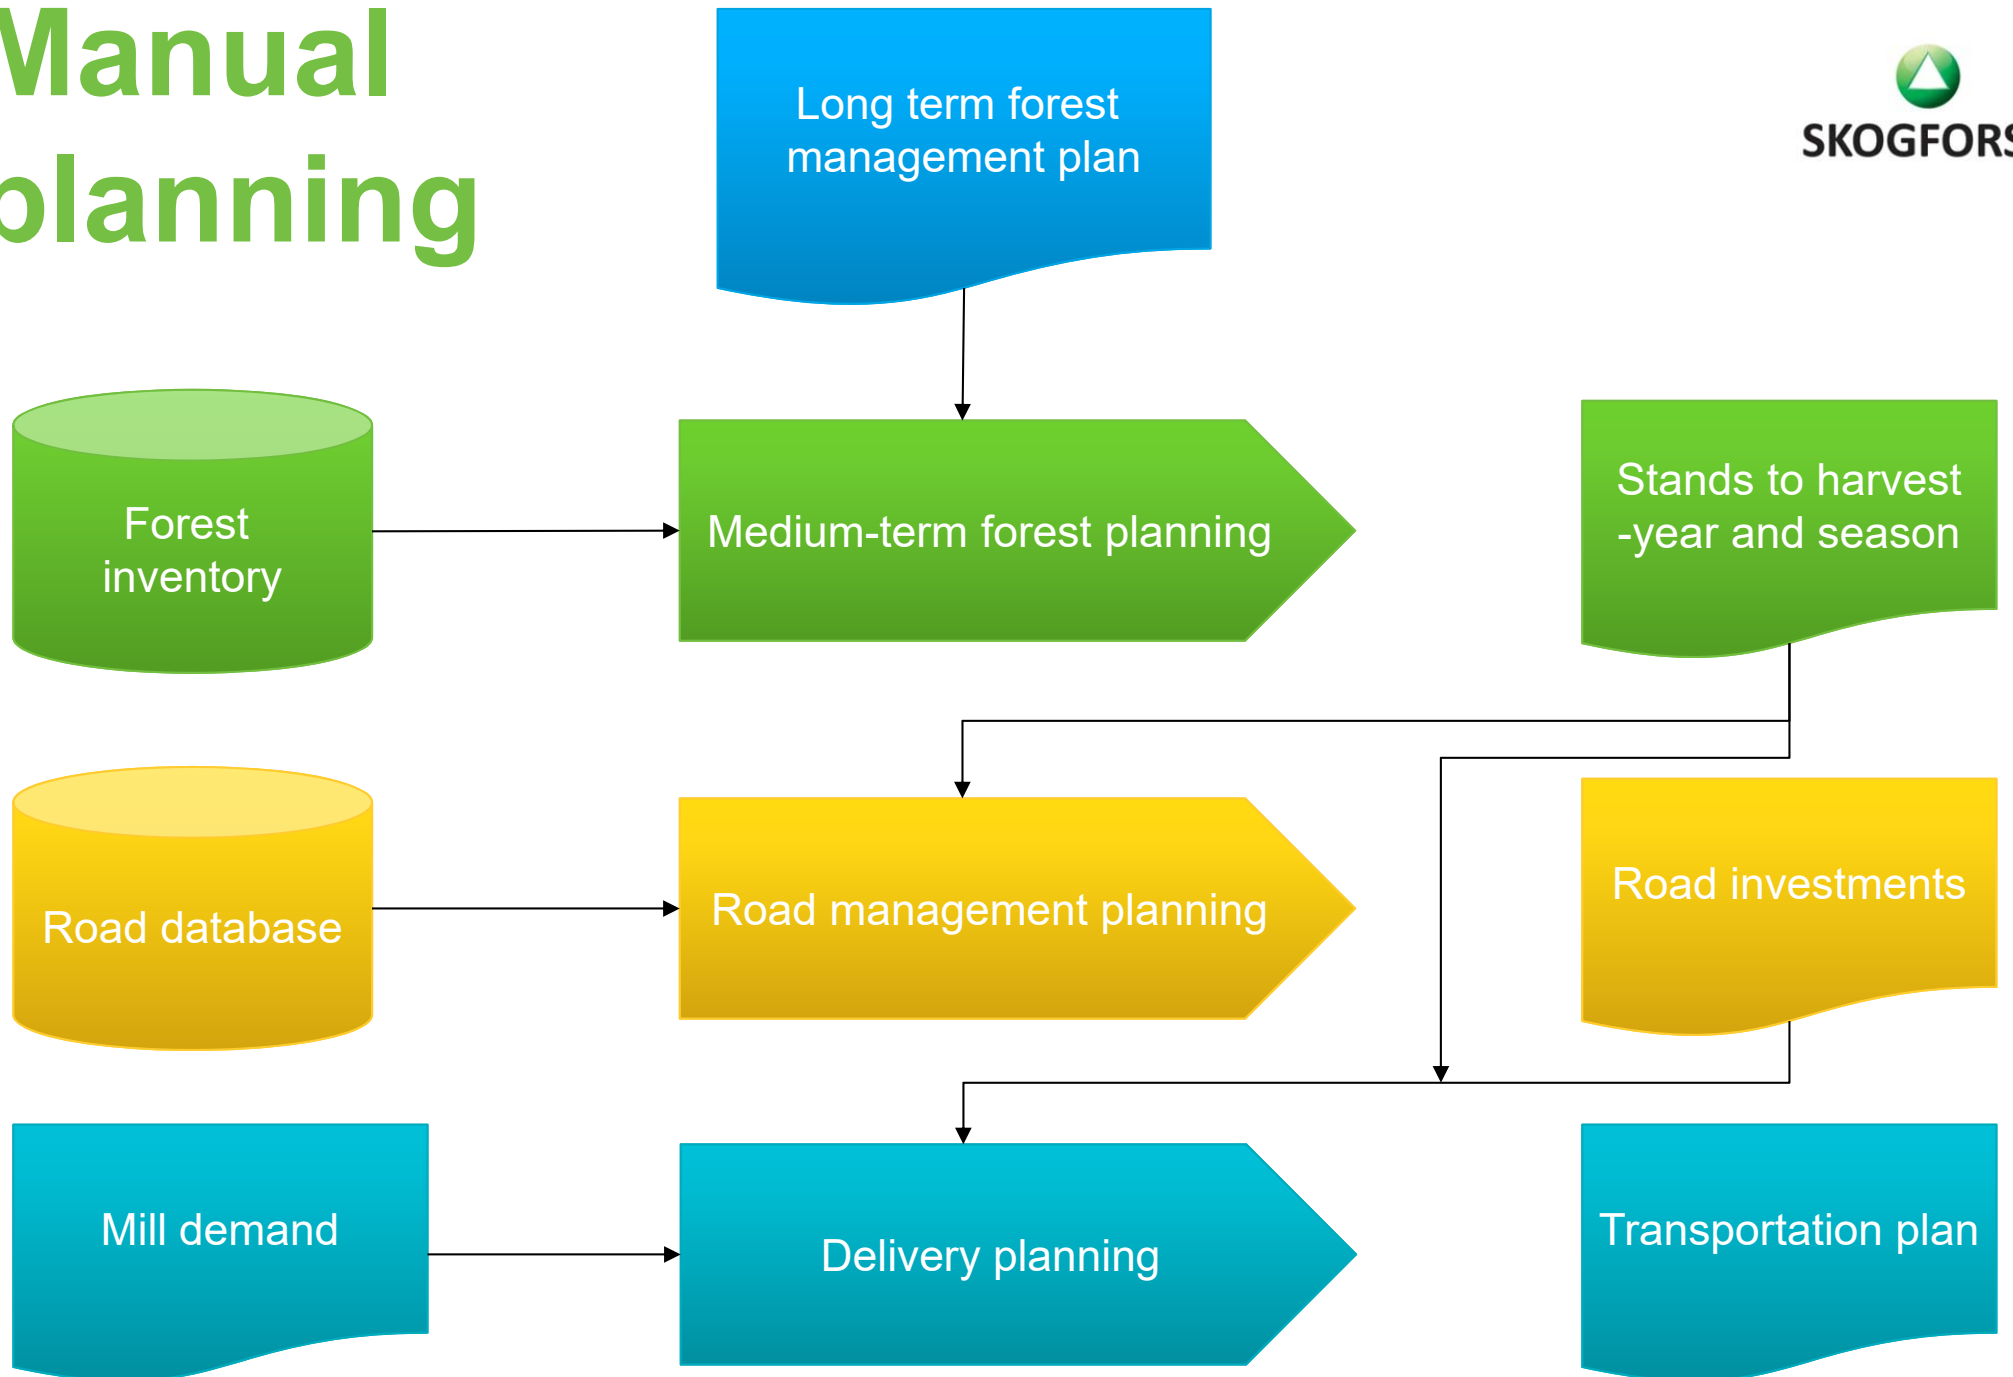 Manual
planning
Long term forest
management plan
SKOGFORS
Forest
inventory
Medium-term forest planning
Stands to harvest
-year and season
Road database
Road management planning
Road investments
Mill demand
Delivery planning
Transportation plan